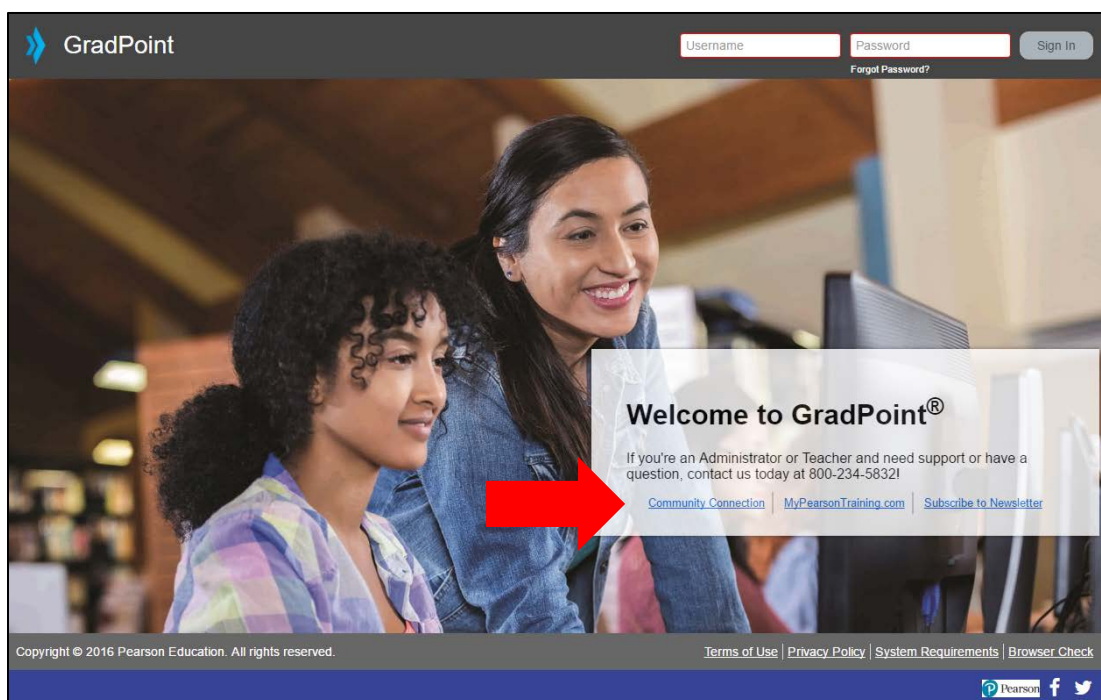 GradPoint
Username
Password
Sign In
Forgot Password?
Welcome to GradPoint®
If you're an Administrator or Teacher and need support or have a
question, contact us today at 800-234-5832!
Community Connection | MyPearsonTraining.com | Subscribe to Newsletter
Copyright © 2016 Pearson Education. All rights reserved.
Terms of Use | Privacy Policy | System Requirements | Browser Check
Pearson